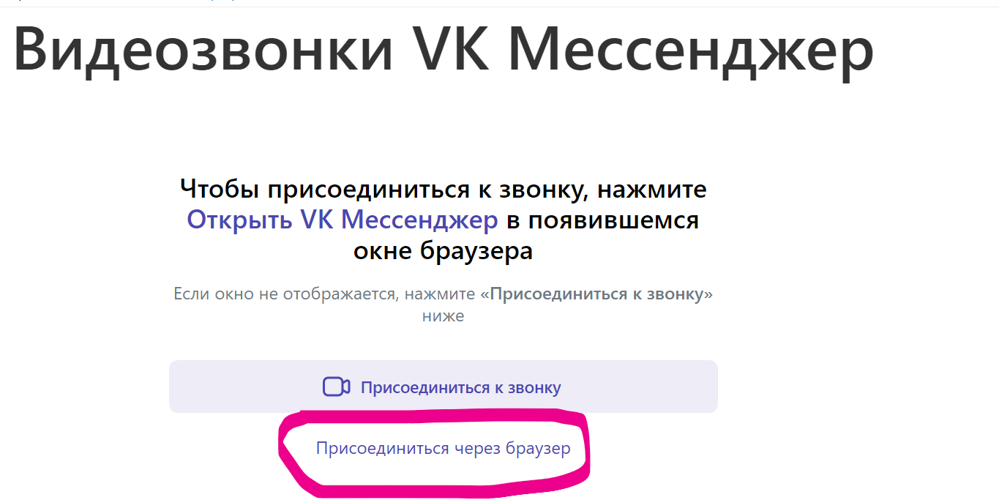 Видеозвонки VK Мессенджер
Чтобы присоединиться к звонку, нажмите
Открыть VK Мессенджер в появившемся
окне браузера
Если окно не отображается, нажмите «Присоединиться к звонку»
ниже
Присоединиться к звонку
Присоединиться через браузер